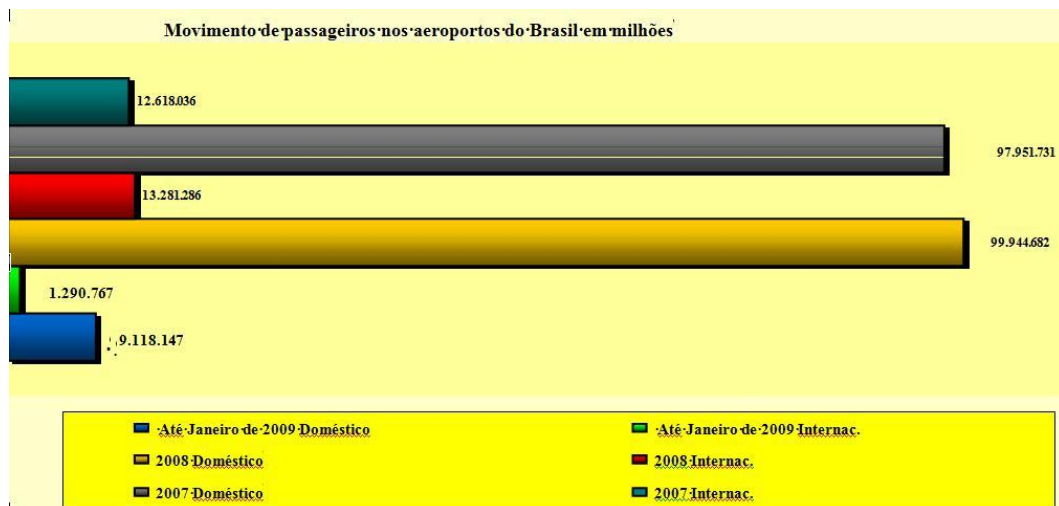 Movimento de passageiros nos aeroportos do Brasil em milhões
12.618.036
97.951.731
13.281.286
99.944.682
1.290.767
9.118.147
Até Janeiro de 2009 Doméstico
Até Janeiro de 2009 Internac.
2008 Doméstico
2008 Internac.
2007 Doméstico
2007 Internac.